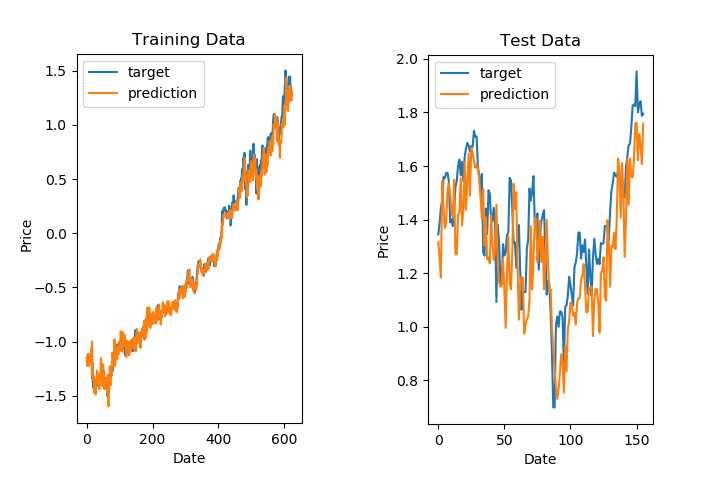 Training Data
target
prediction
1.5
1.0
0.5
0.0
−0.5
−1.0
−1.5
Price
0
200
400
600
Date
Test Data
target
prediction
2.0
1.8
1.6
1.4
1.2
1.0
0.8
Price
0
50
100
150
Date